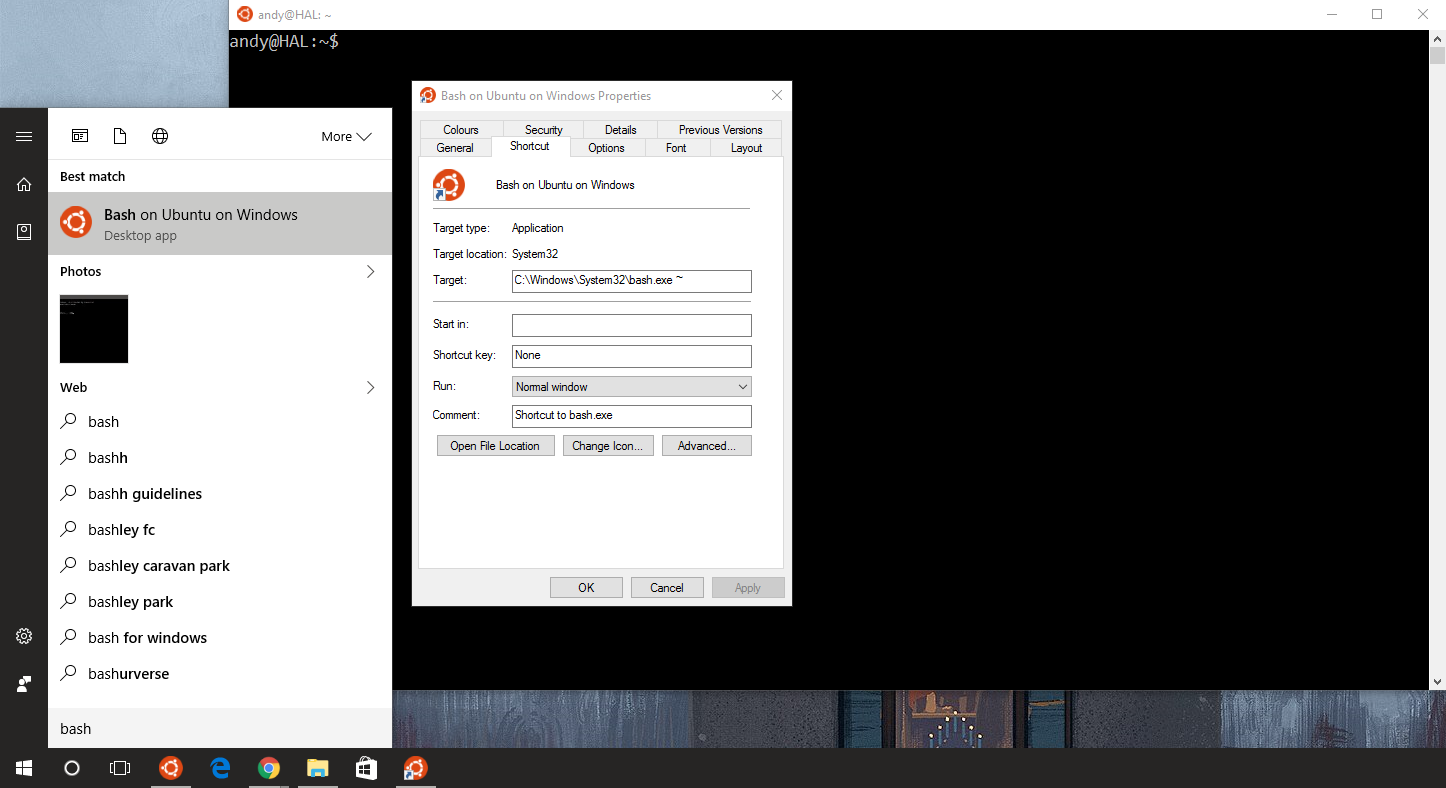 andy@HAL: ~
andy@HAL:~$
More
Best match
Bash on Ubuntu on Windows
Desktop app
Photos
Web
bash
bashh
bashh guidelines
bashley fc
bashley caravan park
bashley park
bash for windows
bashurverse
bash
Bash on Ubuntu on Windows Properties
Colours Security Details Previous Versions
General Shortcut Options Font Layout
Bash on Ubuntu on Windows
Target type: Application
Target location: System32
Target: C:\Windows\System32\bash.exe ~
Start in:
Shortcut key: None
Run: Normal window
Comment: Shortcut to bash.exe
Open File Location Change Icon... Advanced...
OK Cancel Apply